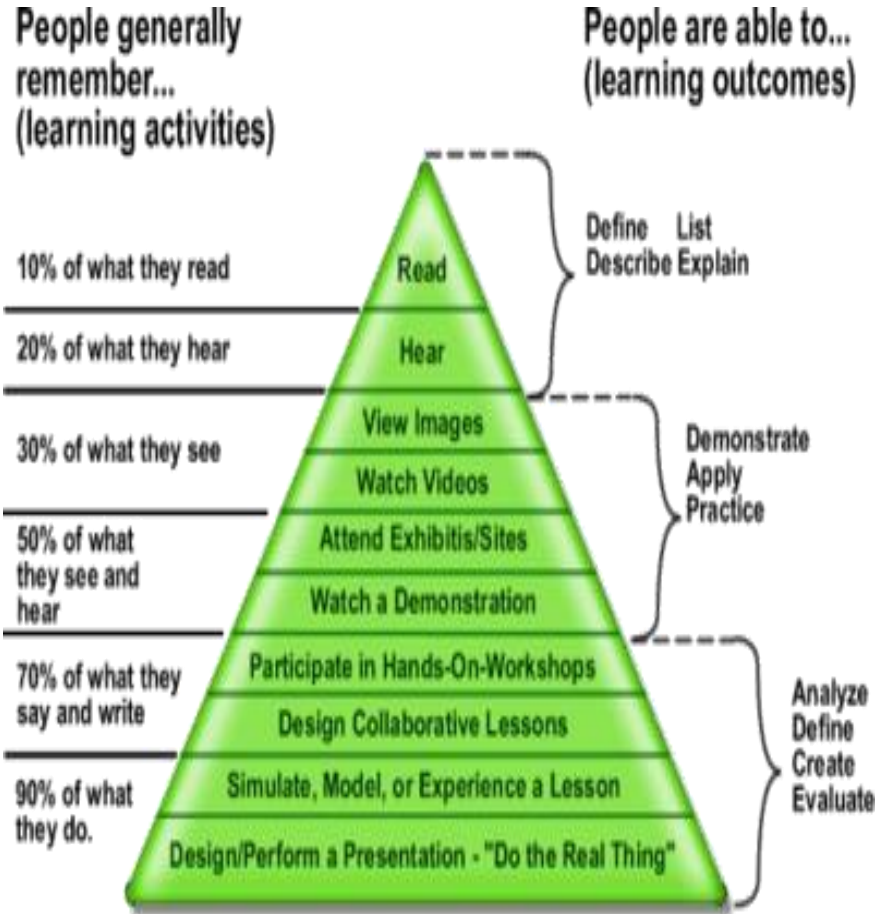 People generally
remember...
(learning activities)
People are able to...
(learning outcomes)
10% of what they read
20% of what they hear
30% of what they see
50% of what
they see and
hear
70% of what they
say and write
90% of what
they do.
Read
Hear
View Images
Watch Videos
Attend Exhibitis/Sites
Watch a Demonstration
Participate in Hands-On-Workshops
Design Collaborative Lessons
Simulate, Model, or Experience a Lesson
Design/Perform a Presentation - "Do the Real Thing"
Define List
Describe Explain
Demonstrate
Apply
Practice
Analyze
Define
Create
Evaluate